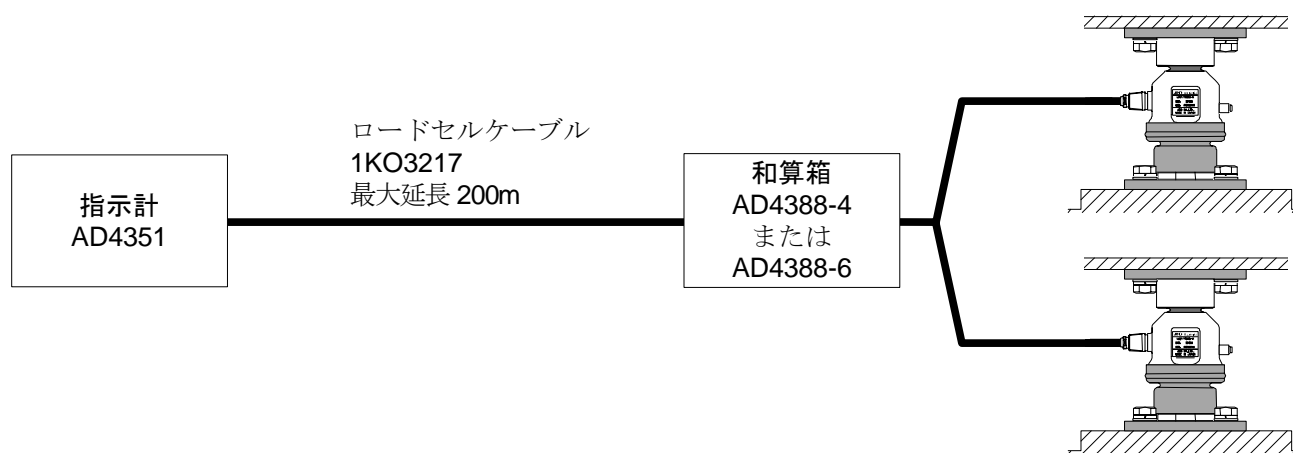 指示計
AD4351
ロードセルケーブル
1KO3217
最大延長 200m
和算箱
AD4388-4
または
AD4388-6